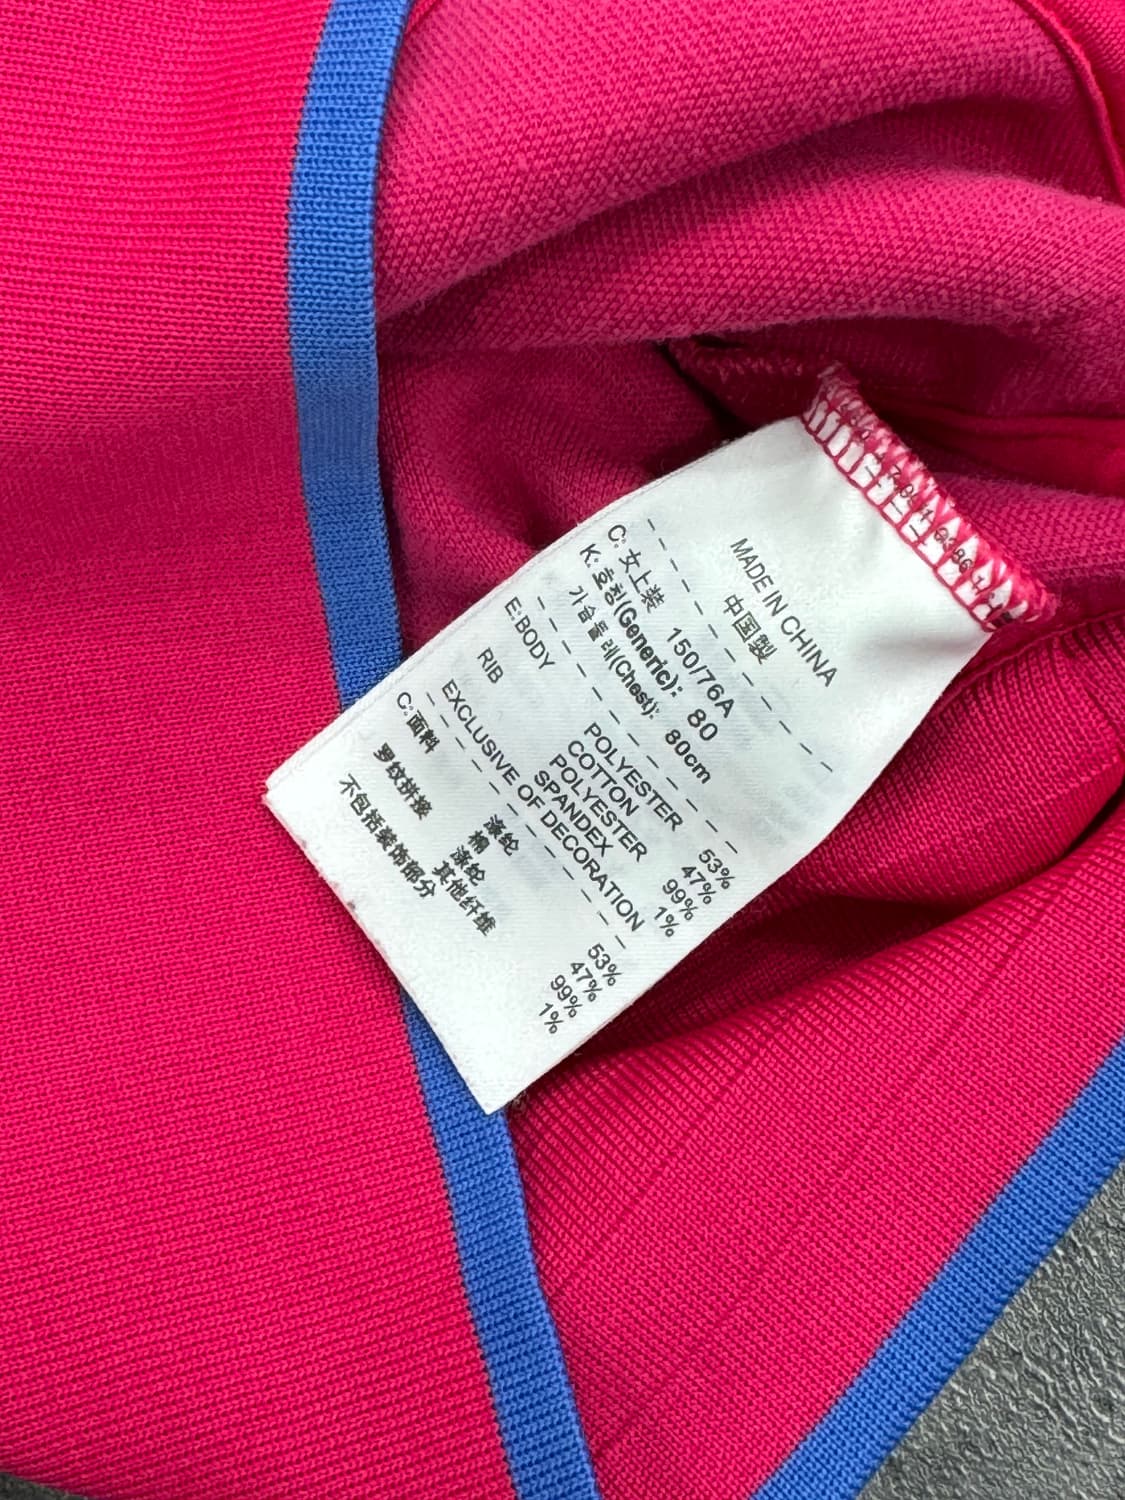 MADE IN CHINA
中国製
C: 女上装 150/76A
K: 호칭(Generic): 80
가슴둘레(Chest): 80cm
E:BODY POLYESTER 53%
COTTON 47%
RIB POLYESTER 99%
SPANDEX 1%
EXCLUSIVE OF DECORATION
C:面料 涤纶 53%
棉 47%
罗纹拼接 涤纶 99%
其他纤维 1%
不包括装饰部分